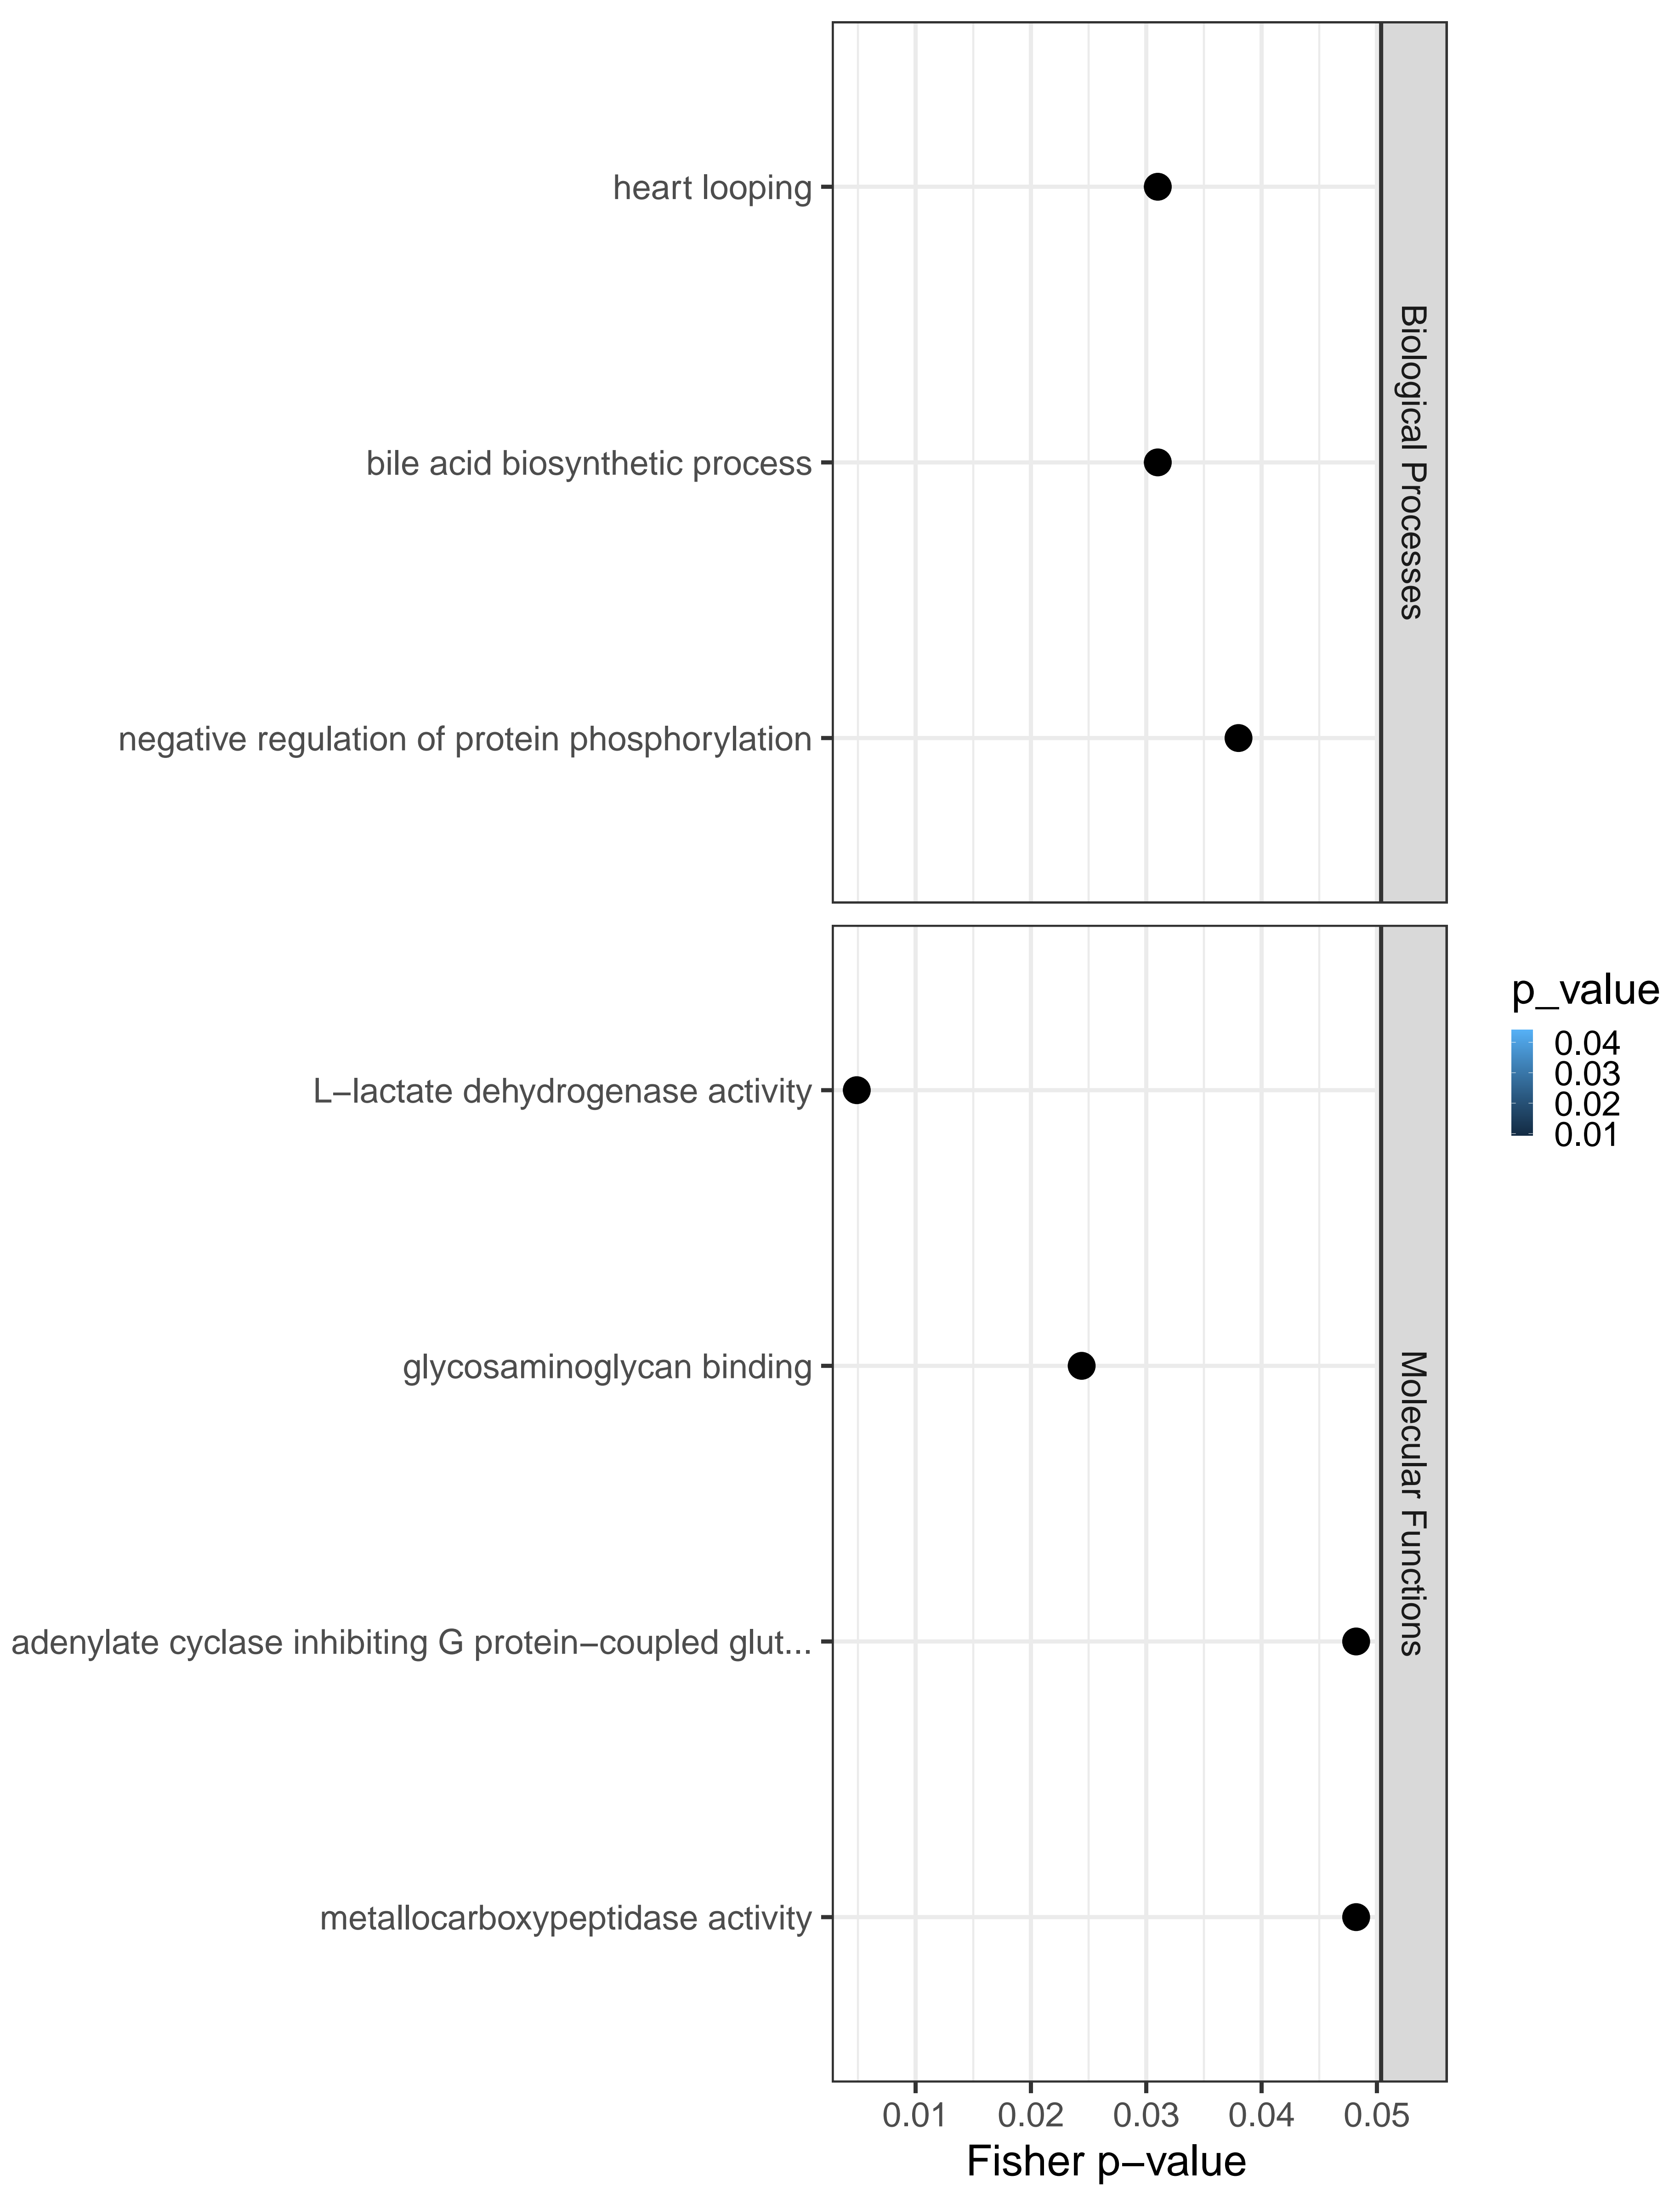 heart looping
bile acid biosynthetic process
negative regulation of protein phosphorylation
Biological Processes
L−lactate dehydrogenase activity
glycosaminoglycan binding
adenylate cyclase inhibiting G protein−coupled glut...
metallocarboxypeptidase activity
Molecular Functions
0.01 0.02 0.03 0.04 0.05
Fisher p−value
p_value
0.04
0.03
0.02
0.01